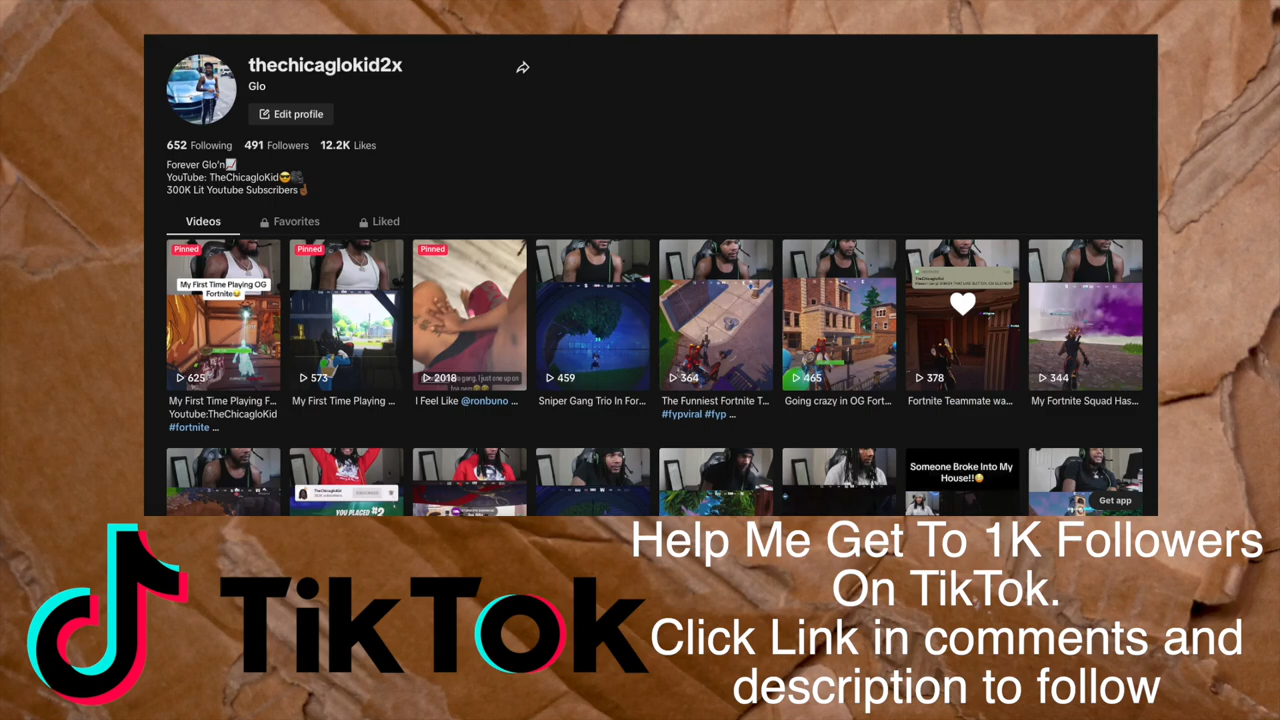 thechicaglokid2x
Glo
Edit profile
652 Following 491 Followers 12.2K Likes
Forever Glo'n
YouTube: TheChicagloKid
300K Lit Youtube Subscribers
Videos Favorites Liked
Pinned Pinned Pinned
My First Time Playing OG
Fortnite
625 573 2018 459 364 465 378 344
My First Time Playing F...
Youtube:TheChicagloKid
#fortnite ...
My First Time Playing ...
I Feel Like @ronbuno ...
Sniper Gang Trio In For...
The Funniest Fortnite T...
#fypviral #fyp ...
Going crazy in OG Fort...
Fortnite Teammate wa...
My Fortnite Squad Has...
TheChicagloKid
YOU PLACED #2
Someone Broke Into My
House!!
Get app
TikTok
Help Me Get To 1K Followers
On TikTok.
Click Link in comments and
description to follow